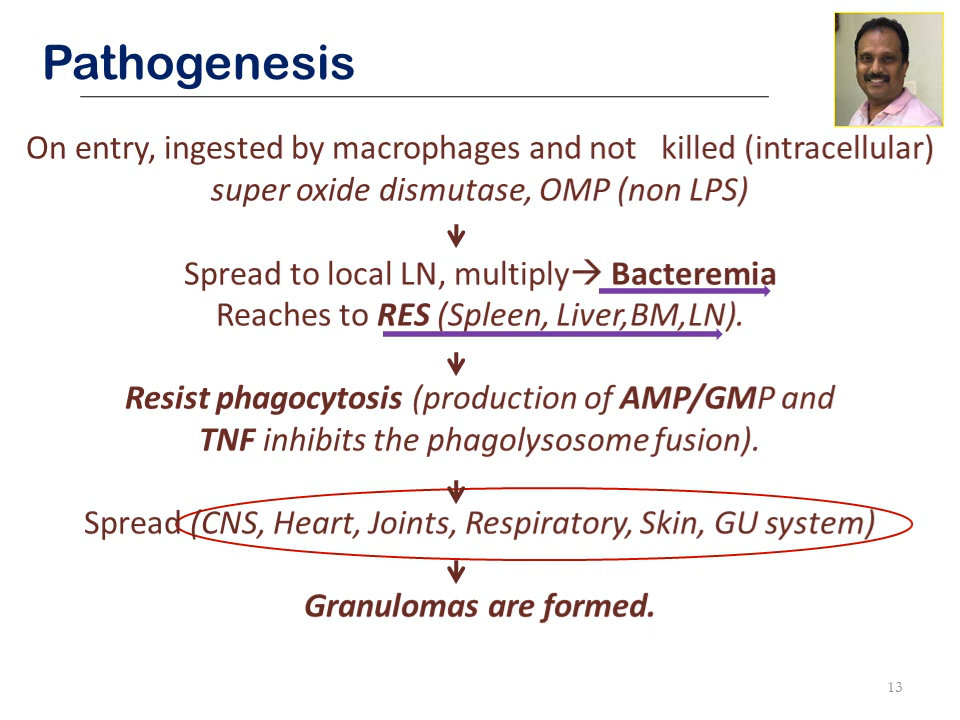 Pathogenesis
On entry, ingested by macrophages and not killed (intracellular)
super oxide dismutase, OMP (non LPS)
Spread to local LN, multiply→ Bacteremia
Reaches to RES (Spleen, Liver,BM,LN).
Resist phagocytosis (production of AMP/GMP and
TNF inhibits the phagolysosome fusion).
Spread (CNS, Heart, Joints, Respiratory, Skin, GU system)
Granulomas are formed.
13